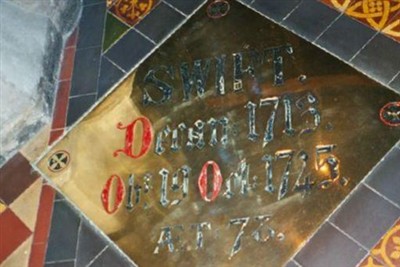 SWIFT.
Decan: 1713.
Obt 19 Oct: 1745.
ÆT 78.